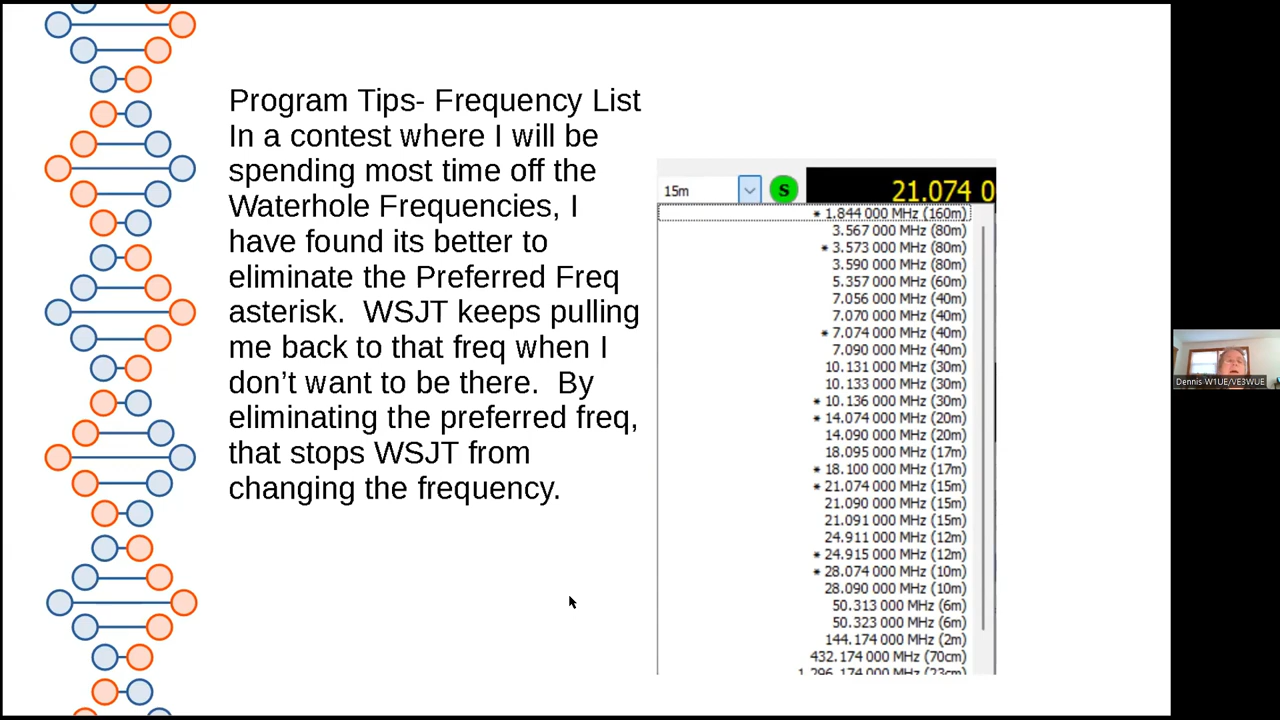 Program Tips- Frequency List
In a contest where I will be
spending most time off the
Waterhole Frequencies, I
have found its better to
eliminate the Preferred Freq
asterisk.  WSJT keeps pulling
me back to that freq when I
don’t want to be there.  By
eliminating the preferred freq,
that stops WSJT from
changing the frequency.
15m
S
21.074 0
* 1.844 000 MHz (160m)
3.567 000 MHz (80m)
* 3.573 000 MHz (80m)
3.590 000 MHz (80m)
5.357 000 MHz (60m)
7.056 000 MHz (40m)
7.070 000 MHz (40m)
* 7.074 000 MHz (40m)
7.090 000 MHz (40m)
10.131 000 MHz (30m)
10.133 000 MHz (30m)
* 10.136 000 MHz (30m)
* 14.074 000 MHz (20m)
14.090 000 MHz (20m)
18.095 000 MHz (17m)
* 18.100 000 MHz (17m)
* 21.074 000 MHz (15m)
21.090 000 MHz (15m)
21.091 000 MHz (15m)
24.911 000 MHz (12m)
* 24.915 000 MHz (12m)
* 28.074 000 MHz (10m)
28.090 000 MHz (10m)
50.313 000 MHz (6m)
50.323 000 MHz (6m)
144.174 000 MHz (2m)
432.174 000 MHz (70cm)
1,296.174 000 MHz (23cm)
Dennis W1UE/VE3WUE